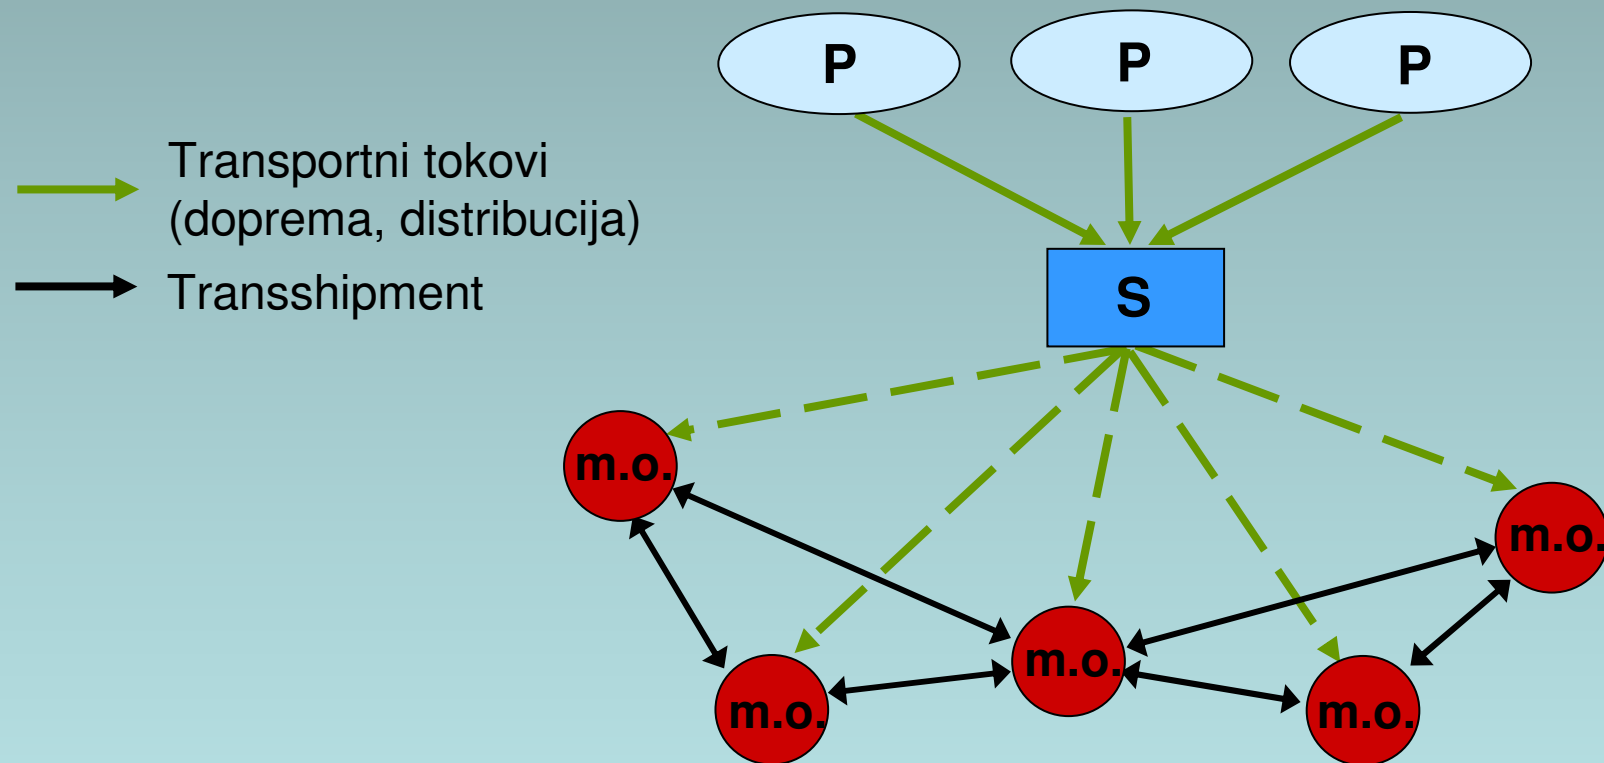 P
P
P
Transportni tokovi
(doprema, distribucija)
Transshipment
S
m.o.
m.o.
m.o.
m.o.
m.o.